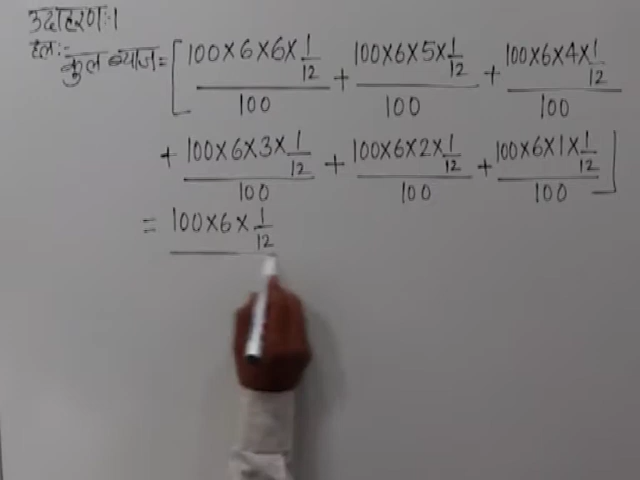 उदाहरण:1
हल:-
कुल ब्याज = [ (100×6×6×1/12)/100 + (100×6×5×1/12)/100 + (100×6×4×1/12)/100
+ (100×6×3×1/12)/100 + (100×6×2×1/12)/100 + (100×6×1×1/12)/100 ]
= 100×6×1/12